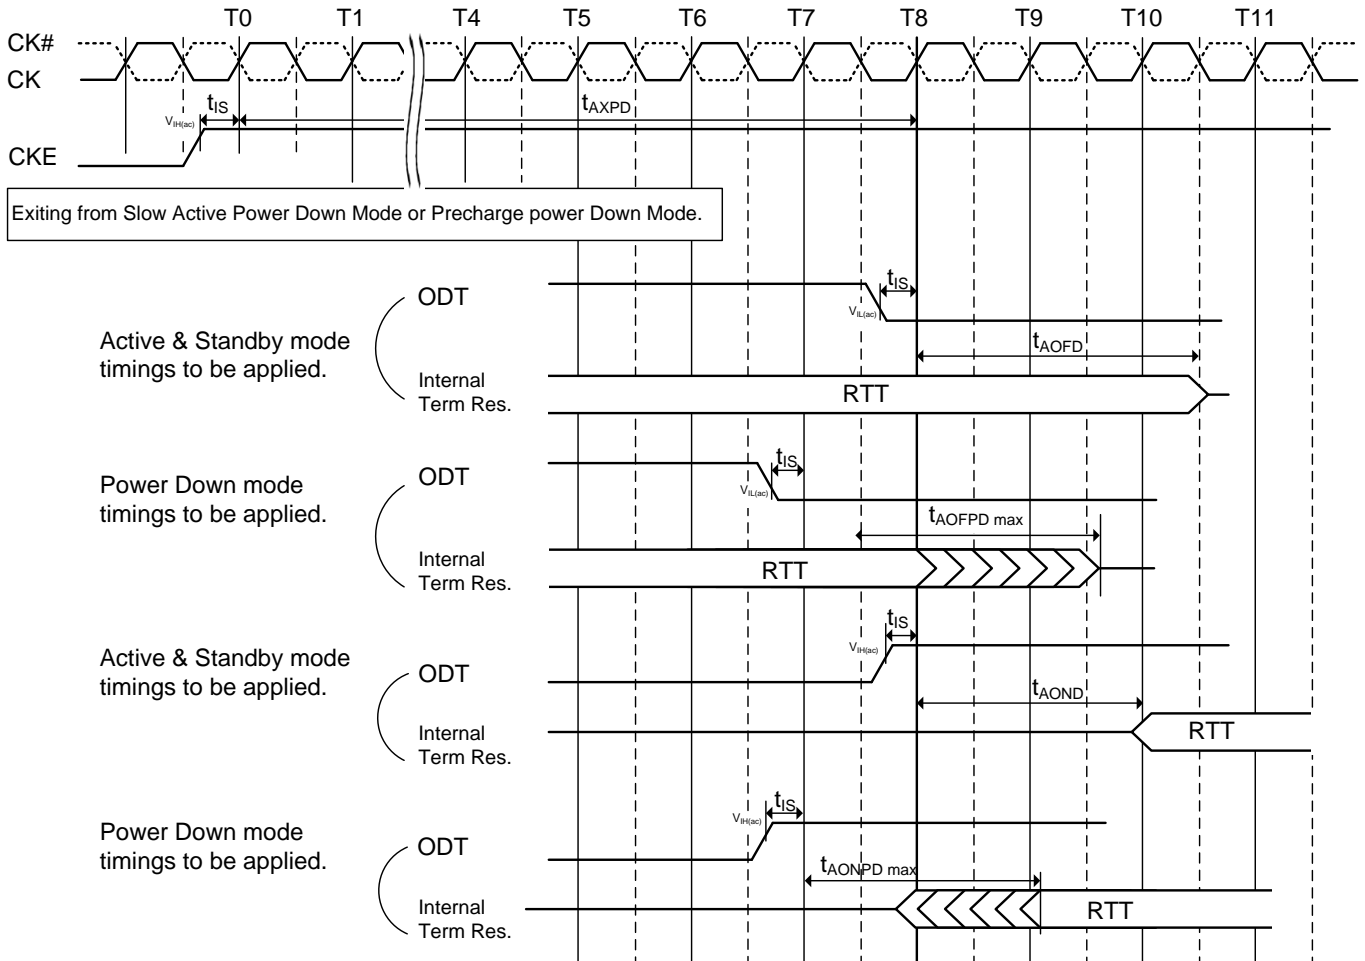 T0 T1 T4 T5 T6 T7 T8 T9 T10 T11
CK#
CK
tIS
tAXPD
VIH(ac)
CKE
Exiting from Slow Active Power Down Mode or Precharge power Down Mode.
tIS
ODT
VIL(ac)
Active & Standby mode
timings to be applied.
tAOFD
Internal
Term Res.
RTT
tIS
ODT
VIL(ac)
Power Down mode
timings to be applied.
tAOFPD max
Internal
Term Res.
RTT
tIS
VIH(ac)
Active & Standby mode
timings to be applied.
ODT
tAOND
Internal
Term Res.
RTT
tIS
VIH(ac)
Power Down mode
timings to be applied.
ODT
tAONPD max
Internal
Term Res.
RTT